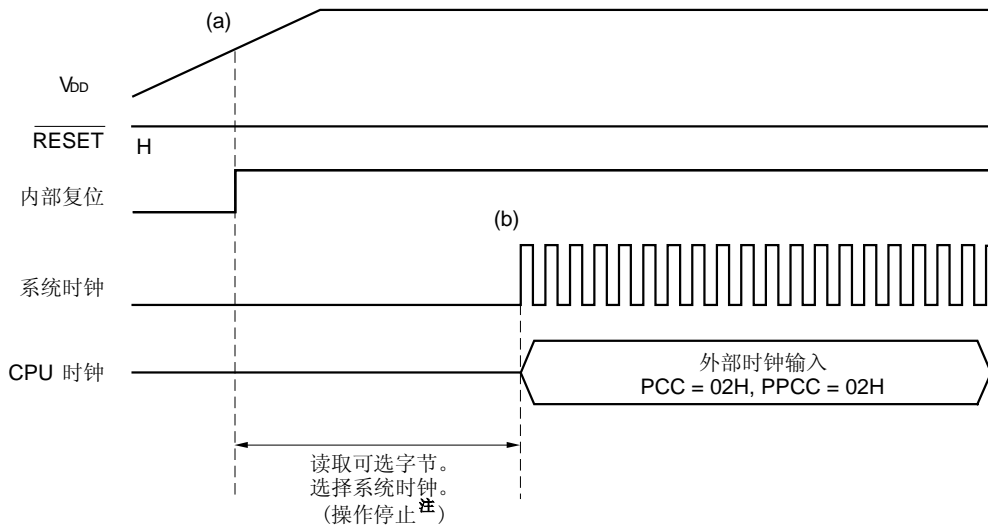 (a)
VDD
RESET
H
内部复位
(b)
系统时钟
CPU 时钟
外部时钟输入
PCC = 02H, PPCC = 02H
读取可选字节。
选择系统时钟。
(操作停止注)